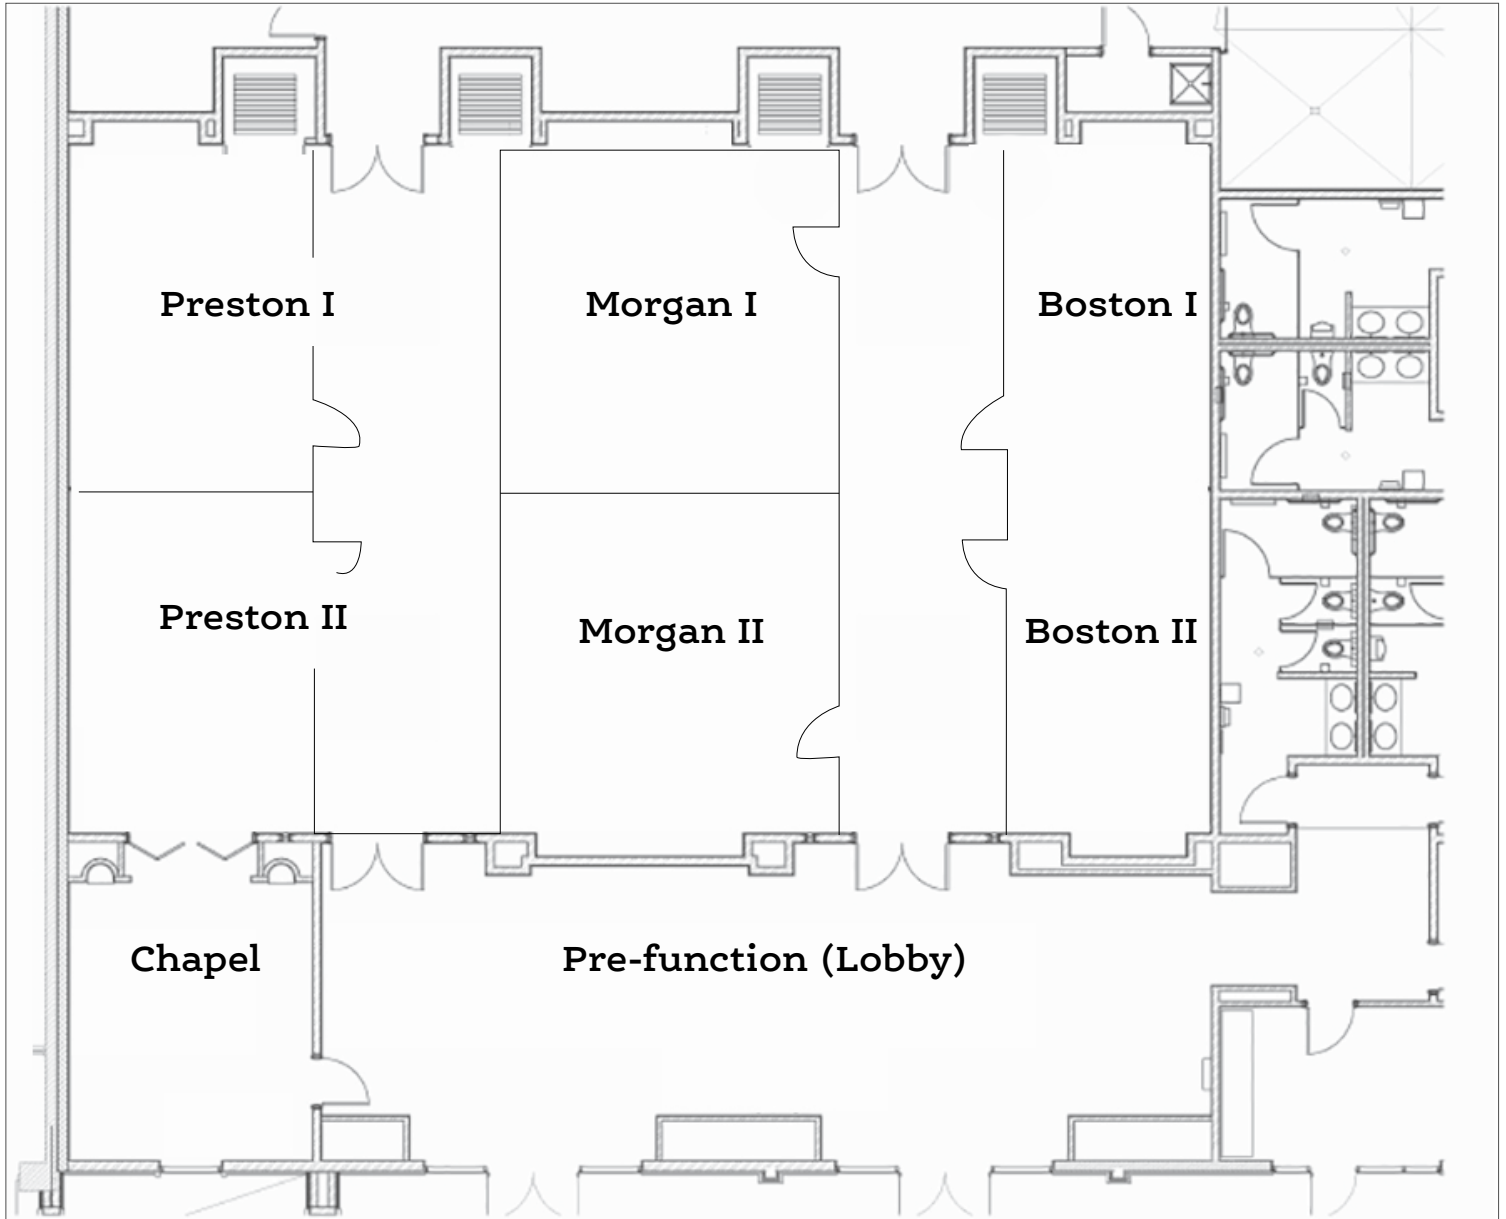 Preston I
Morgan I
Boston I
Preston II
Morgan II
Boston II
Chapel
Pre-function (Lobby)